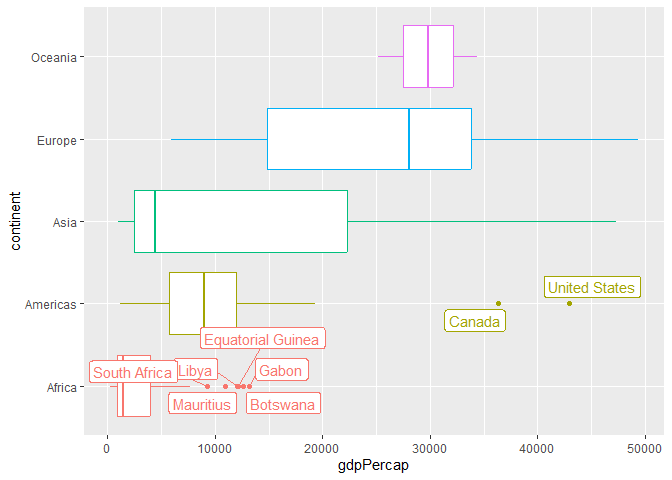 Oceania
Europe
Asia
Americas
Africa
continent
United States
Canada
Equatorial Guinea
South Africa
Libya
Gabon
Mauritius
Botswana
0
10000
20000
30000
40000
50000
gdpPercap